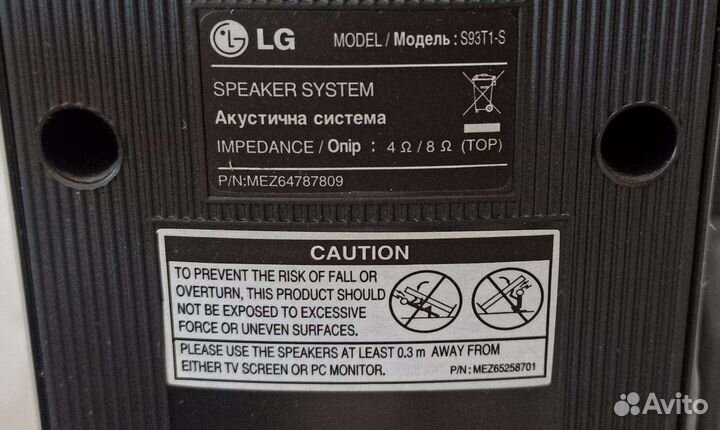 LG MODEL / Модель : S93T1-S
SPEAKER SYSTEM
Акустична система
IMPEDANCE / Опір : 4 Ω / 8 Ω (TOP)
P/N:MEZ64787809
CAUTION
TO PREVENT THE RISK OF FALL OR
OVERTURN, THIS PRODUCT SHOULD
NOT BE EXPOSED TO EXCESSIVE
FORCE OR UNEVEN SURFACES.
PLEASE USE THE SPEAKERS AT LEAST 0.3 m AWAY FROM
EITHER TV SCREEN OR PC MONITOR. P/N : MEZ65258701
Avito